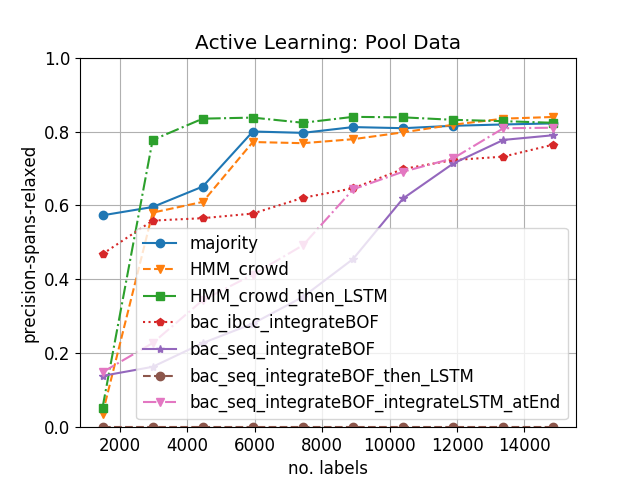 Active Learning: Pool Data
1.0
0.8
0.6
0.4
0.2
0.0
precision-spans-relaxed
majority
HMM_crowd
HMM_crowd_then_LSTM
bac_ibcc_integrateBOF
bac_seq_integrateBOF
bac_seq_integrateBOF_then_LSTM
bac_seq_integrateBOF_integrateLSTM_atEnd
2000 4000 6000 8000 10000 12000 14000
no. labels